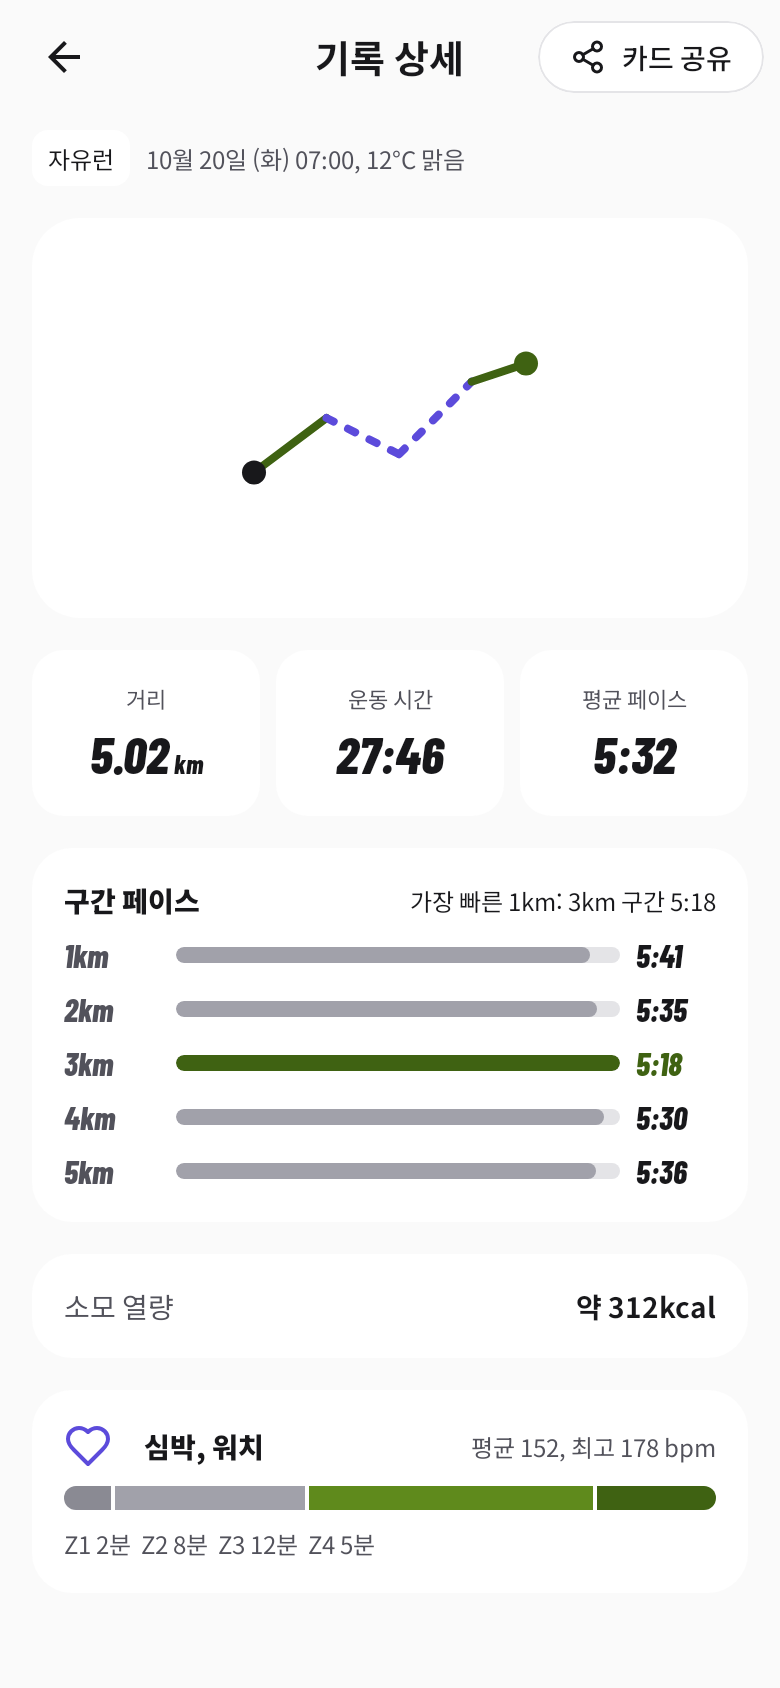 기록 상세
카드 공유
자유런
10월 20일 (화) 07:00, 12°C 맑음
거리
5.02 km
운동 시간
27:46
평균 페이스
5:32
구간 페이스
가장 빠른 1km: 3km 구간 5:18
1km 5:41
2km 5:35
3km 5:18
4km 5:30
5km 5:36
소모 열량
약 312kcal
심박, 워치
평균 152, 최고 178 bpm
Z1 2분 Z2 8분 Z3 12분 Z4 5분